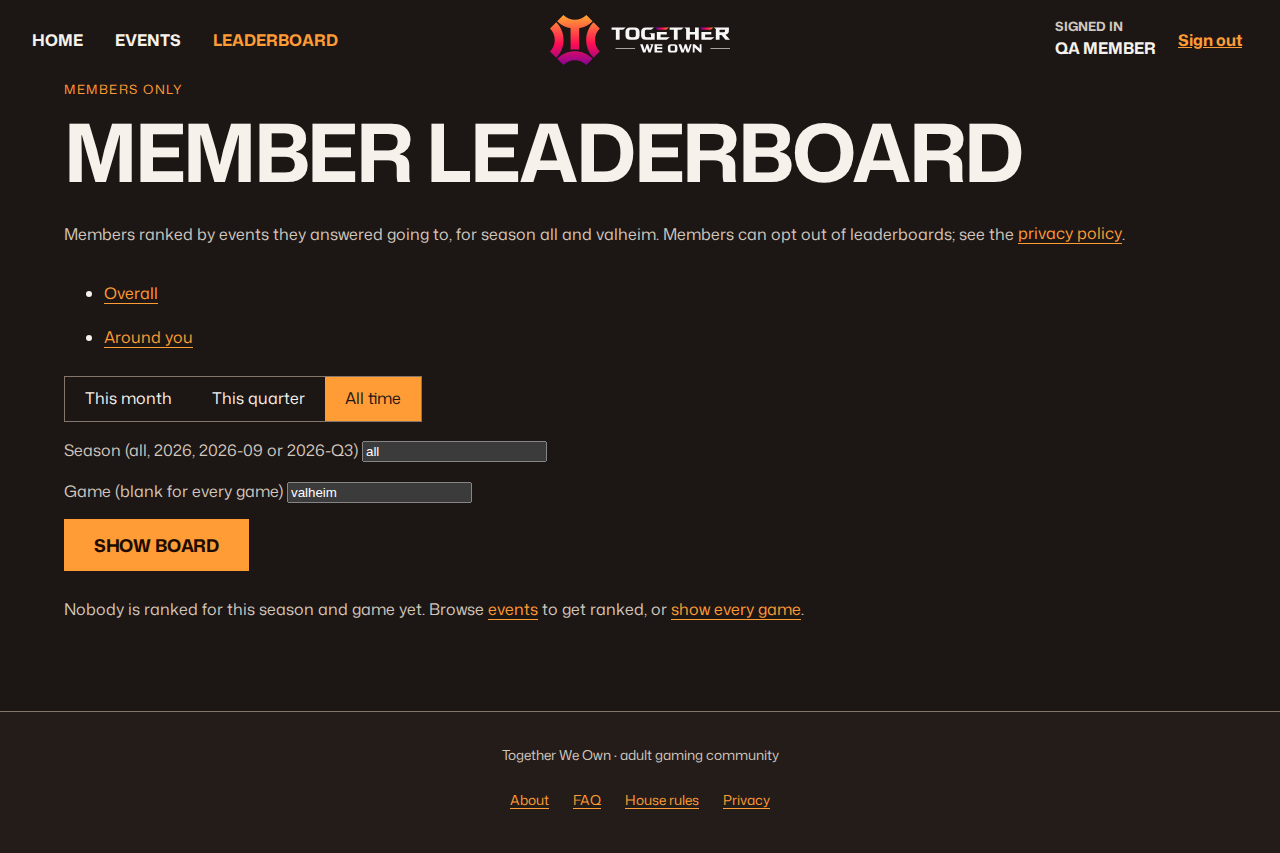 HOME EVENTS LEADERBOARD
TOGETHER
WE OWN
SIGNED IN
QA MEMBER
Sign out
MEMBERS ONLY
MEMBER LEADERBOARD
Members ranked by events they answered going to, for season all and valheim. Members can opt out of leaderboards; see the privacy policy.
Overall
Around you
This month This quarter All time
Season (all, 2026, 2026-09 or 2026-Q3) all
Game (blank for every game) valheim
SHOW BOARD
Nobody is ranked for this season and game yet. Browse events to get ranked, or show every game.
Together We Own · adult gaming community
About FAQ House rules Privacy